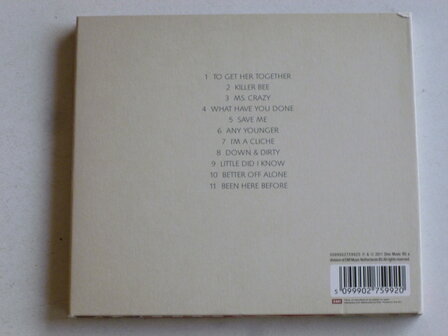 1 TO GET HER TOGETHER
2 KILLER BEE
3 MS. CRAZY
4 WHAT HAVE YOU DONE
5 SAVE ME
6 ANY YOUNGER
7 I'M A CLICHE
8 DOWN & DIRTY
9 LITTLE DID I KNOW
10 BETTER OFF ALONE
11 BEEN HERE BEFORE
5 099902 759920